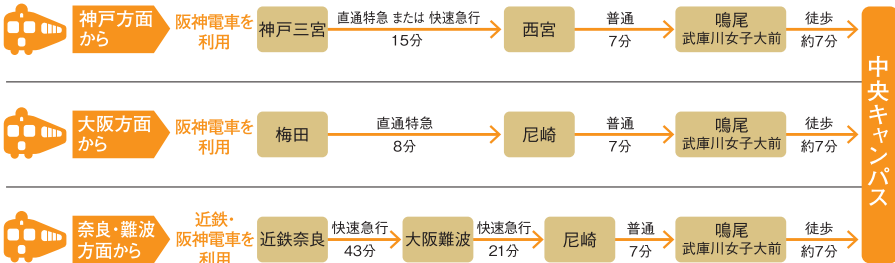 神戸方面
から
阪神電車を
利用
神戸三宮
直通特急 または 快速急行
15分
西宮
普通
7分
鳴尾
武庫川女子大前
徒歩
約7分
大阪方面
から
阪神電車を
利用
梅田
直通特急
8分
尼崎
普通
7分
鳴尾
武庫川女子大前
徒歩
約7分
奈良・難波
方面から
近鉄・
阪神電車を
利用
近鉄奈良
快速急行
43分
大阪難波
快速急行
21分
尼崎
普通
7分
鳴尾
武庫川女子大前
徒歩
約7分
中央キャンパス